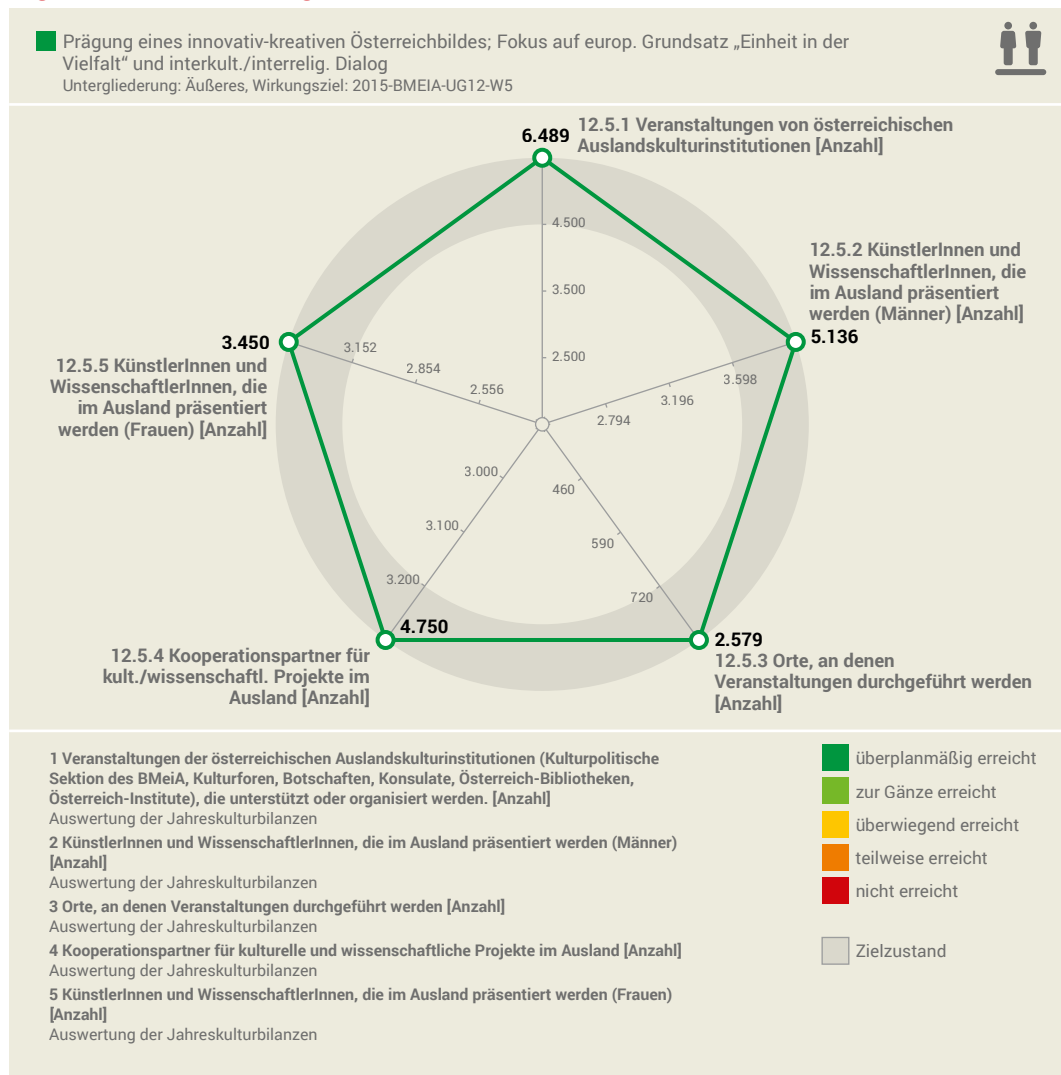 Prägung eines innovativ-kreativen Österreichbildes; Fokus auf europ. Grundsatz „Einheit in der
Vielfalt“ und interkult./interrelig. Dialog
Untergliederung: Äußeres, Wirkungsziel: 2015-BMEIA-UG12-W5
6.489
12.5.1 Veranstaltungen von österreichischen
Auslandskulturinstitutionen [Anzahl]
4.500
3.500
2.500
12.5.2 KünstlerInnen und
WissenschaftlerInnen, die
im Ausland präsentiert
werden (Männer) [Anzahl]
5.136
3.598
3.196
2.794
3.450
12.5.5 KünstlerInnen und
WissenschaftlerInnen, die
im Ausland präsentiert
werden (Frauen) [Anzahl]
3.152
2.854
2.556
3.000
3.100
3.200
460
590
720
4.750
12.5.4 Kooperationspartner für
kult./wissenschaftl. Projekte im
Ausland [Anzahl]
2.579
12.5.3 Orte, an denen
Veranstaltungen durchgeführt werden
[Anzahl]
1 Veranstaltungen der österreichischen Auslandskulturinstitutionen (Kulturpolitische
Sektion des BMeiA, Kulturforen, Botschaften, Konsulate, Österreich-Bibliotheken,
Österreich-Institute), die unterstützt oder organisiert werden. [Anzahl]
Auswertung der Jahreskulturbilanzen
2 KünstlerInnen und WissenschaftlerInnen, die im Ausland präsentiert werden (Männer)
[Anzahl]
Auswertung der Jahreskulturbilanzen
3 Orte, an denen Veranstaltungen durchgeführt werden [Anzahl]
Auswertung der Jahreskulturbilanzen
4 Kooperationspartner für kulturelle und wissenschaftliche Projekte im Ausland [Anzahl]
Auswertung der Jahreskulturbilanzen
5 KünstlerInnen und WissenschaftlerInnen, die im Ausland präsentiert werden (Frauen)
[Anzahl]
Auswertung der Jahreskulturbilanzen
überplanmäßig erreicht
zur Gänze erreicht
überwiegend erreicht
teilweise erreicht
nicht erreicht
Zielzustand